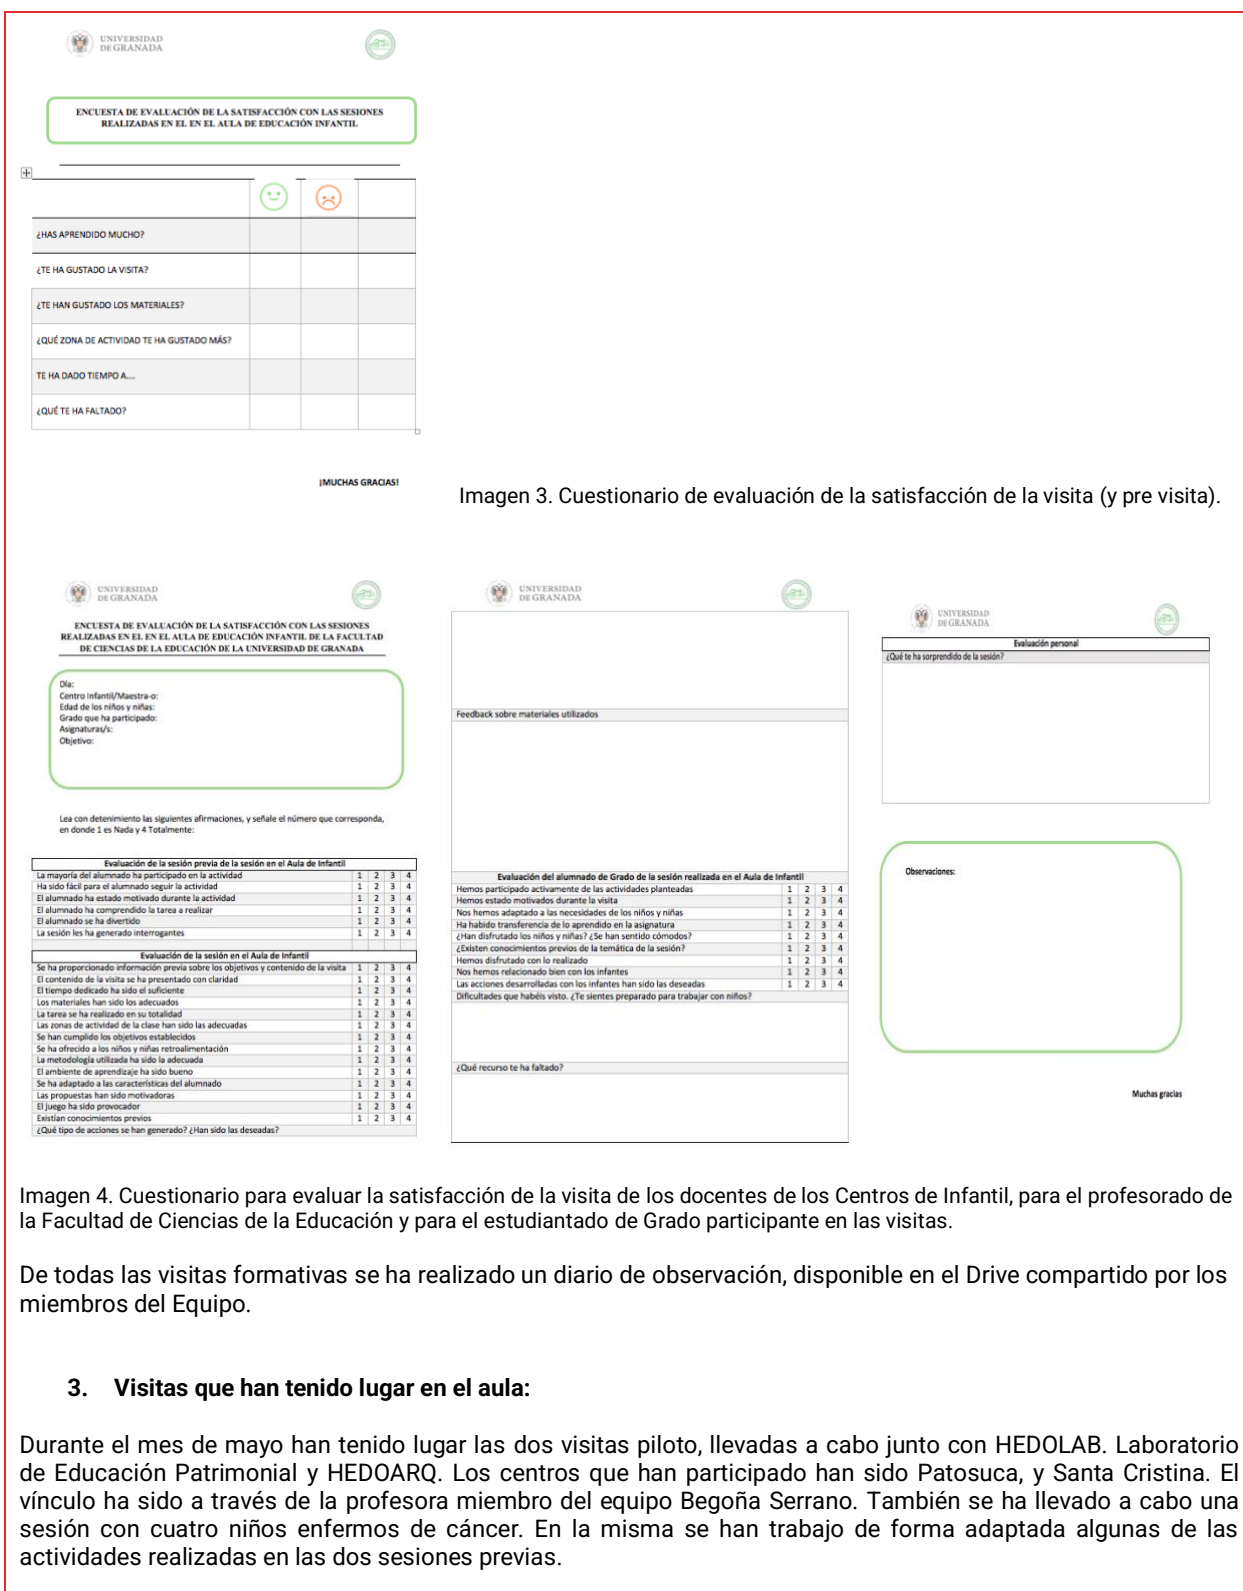 UNIVERSIDAD
DE GRANADA
ENCUESTA DE EVALUACIÓN DE LA SATISFACCIÓN CON LAS SESIONES
REALIZADAS EN EL EN EL AULA DE EDUCACIÓN INFANTIL
¿HAS APRENDIDO MUCHO?
¿TE HA GUSTADO LA VISITA?
¿TE HAN GUSTADO LOS MATERIALES?
¿QUÉ ZONA DE ACTIVIDAD TE HA GUSTADO MÁS?
TE HA DADO TIEMPO A....
¿QUÉ TE HA FALTADO?
¡MUCHAS GRACIAS!
Imagen 3. Cuestionario de evaluación de la satisfacción de la visita (y pre visita).
UNIVERSIDAD
DE GRANADA
ENCUESTA DE EVALUACIÓN DE LA SATISFACCIÓN CON LAS SESIONES
REALIZADAS EN EL EN EL AULA DE EDUCACIÓN INFANTIL DE LA FACULTAD
DE CIENCIAS DE LA EDUCACIÓN DE LA UNIVERSIDAD DE GRANADA
Día:
Centro Infantil/Maestra-o:
Edad de los niños y niñas:
Grado que ha participado:
Asignaturas/s:
Objetivo:
Lea con detenimiento las siguientes afirmaciones, y señale el número que corresponda,
en donde 1 es Nada y 4 Totalmente:
Evaluación de la sesión previa de la sesión en el Aula de Infantil
La mayoría del alumnado ha participado en la actividad 1 2 3 4
Ha sido fácil para el alumnado seguir la actividad 1 2 3 4
El alumnado ha estado motivado durante la actividad 1 2 3 4
El alumnado ha comprendido la tarea a realizar 1 2 3 4
El alumnado se ha divertido 1 2 3 4
La sesión les ha generado interrogantes 1 2 3 4
Evaluación de la sesión en el Aula de Infantil
Se ha proporcionado información previa sobre los objetivos y contenido de la visita 1 2 3 4
El contenido de la visita se ha presentado con claridad 1 2 3 4
El tiempo dedicado ha sido el suficiente 1 2 3 4
Los materiales han sido los adecuados 1 2 3 4
La tarea se ha realizado en su totalidad 1 2 3 4
Las zonas de actividad de la clase han sido las adecuadas 1 2 3 4
Se han cumplido los objetivos establecidos 1 2 3 4
Se ha ofrecido a los niños y niñas retroalimentación 1 2 3 4
La metodología utilizada ha sido la adecuada 1 2 3 4
El ambiente de aprendizaje ha sido bueno 1 2 3 4
Se ha adaptado a las características del alumnado 1 2 3 4
Las propuestas han sido motivadoras 1 2 3 4
El juego ha sido provocador 1 2 3 4
Existían conocimientos previos 1 2 3 4
¿Qué tipo de acciones se han generado? ¿Han sido las deseadas?
UNIVERSIDAD
DE GRANADA
Feedback sobre materiales utilizados
Evaluación del alumnado de Grado de la sesión realizada en el Aula de Infantil
Hemos participado activamente de las actividades planteadas 1 2 3 4
Hemos estado motivados durante la visita 1 2 3 4
Nos hemos adaptado a las necesidades de los niños y niñas 1 2 3 4
Ha habido transferencia de lo aprendido en la asignatura 1 2 3 4
¿Han disfrutado los niños y niñas? ¿Se han sentido cómodos? 1 2 3 4
¿Existen conocimientos previos de la temática de la sesión? 1 2 3 4
Hemos disfrutado con lo realizado 1 2 3 4
Nos hemos relacionado bien con los infantes 1 2 3 4
Las acciones desarrolladas con los infantes han sido las deseadas 1 2 3 4
Dificultades que habéis visto. ¿Te sientes preparado para trabajar con niños?
¿Qué recurso te ha faltado?
UNIVERSIDAD
DE GRANADA
Evaluación personal
¿Qué te ha sorprendido de la sesión?
Observaciones:
Muchas gracias
Imagen 4. Cuestionario para evaluar la satisfacción de la visita de los docentes de los Centros de Infantil, para el profesorado de
la Facultad de Ciencias de la Educación y para el estudiantado de Grado participante en las visitas.
De todas las visitas formativas se ha realizado un diario de observación, disponible en el Drive compartido por los
miembros del Equipo.
3. Visitas que han tenido lugar en el aula:
Durante el mes de mayo han tenido lugar las dos visitas piloto, llevadas a cabo junto con HEDOLAB. Laboratorio
de Educación Patrimonial y HEDOARQ. Los centros que han participado han sido Patosuca, y Santa Cristina. El
vínculo ha sido a través de la profesora miembro del equipo Begoña Serrano. También se ha llevado a cabo una
sesión con cuatro niños enfermos de cáncer. En la misma se han trabajo de forma adaptada algunas de las
actividades realizadas en las dos sesiones previas.